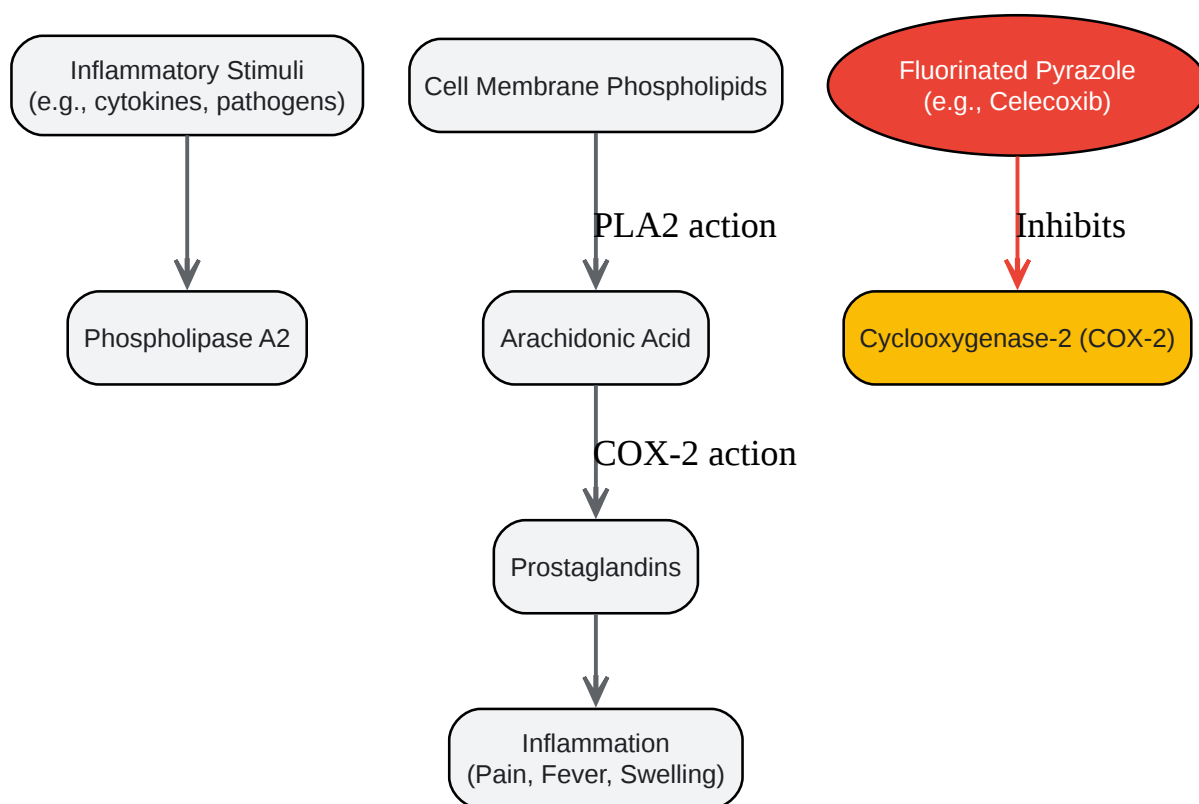 Inflammatory Stimuli
(e.g., cytokines, pathogens)
Cell Membrane Phospholipids
Fluorinated Pyrazole
(e.g., Celecoxib)
PLA2 action
Inhibits
Phospholipase A2
Arachidonic Acid
Cyclooxygenase-2 (COX-2)
COX-2 action
Prostaglandins
Inflammation
(Pain, Fever, Swelling)